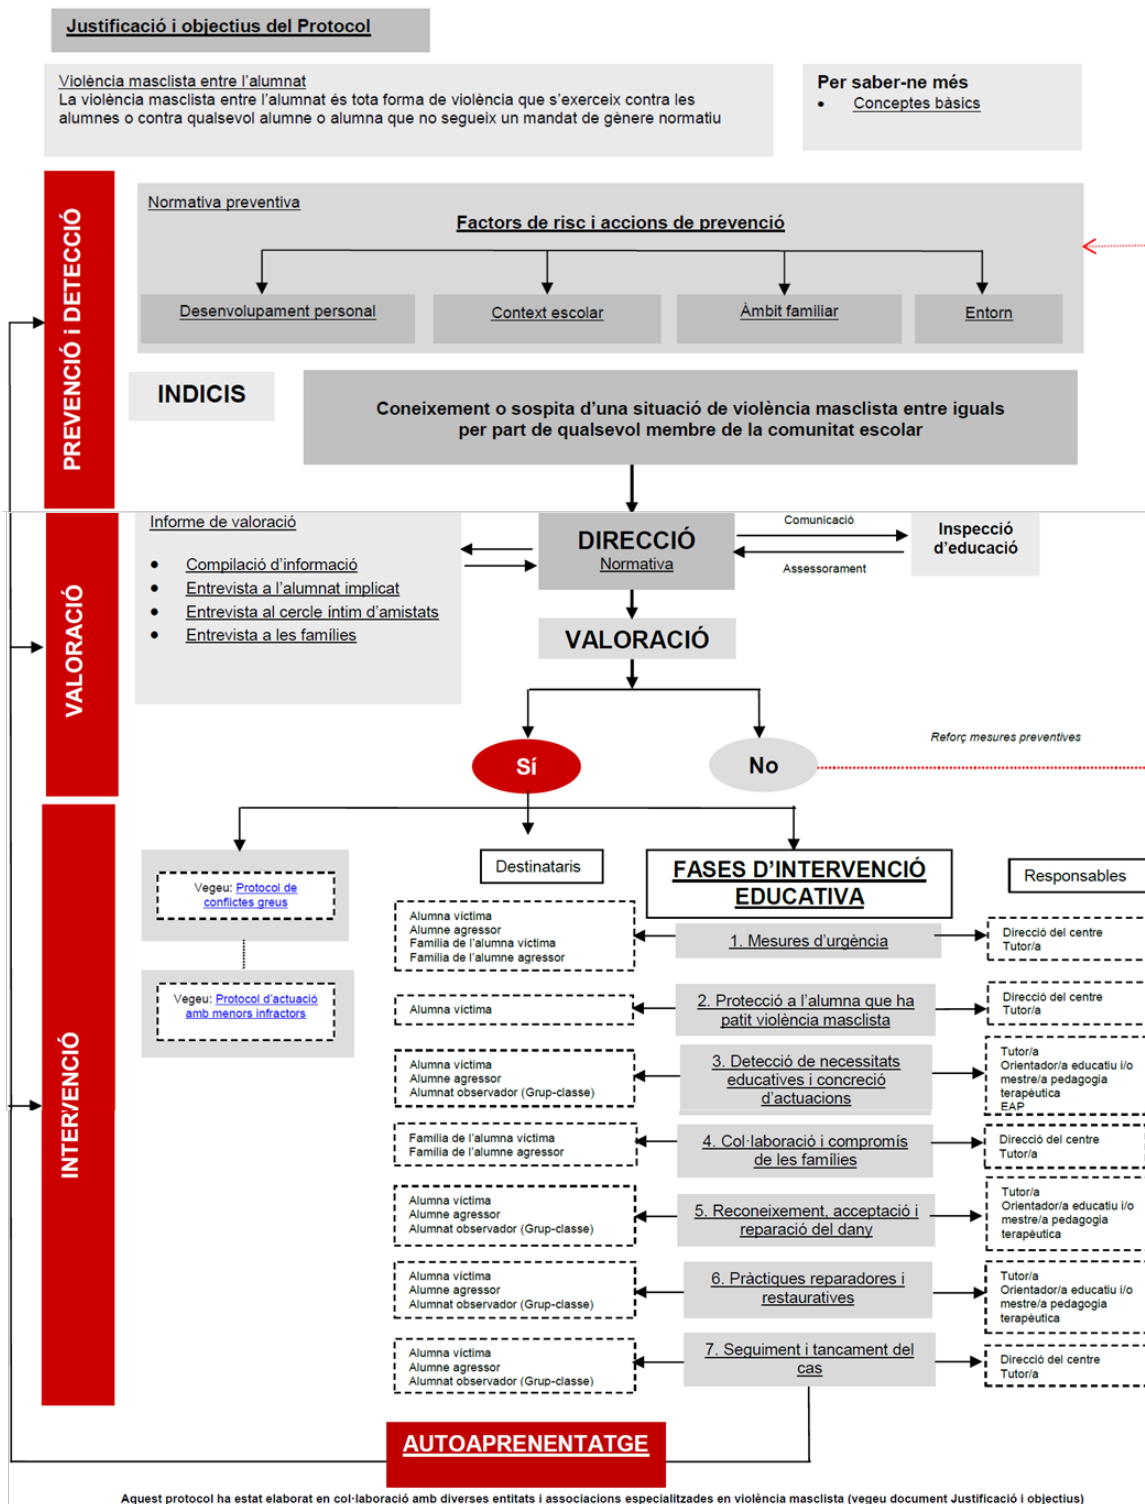 Justificació i objectius del Protocol
Violència masclista entre l'alumnat
La violència masclista entre l'alumnat és tota forma de violència que s'exerceix contra les
alumnes o contra qualsevol alumne o alumna que no segueix un mandat de gènere normatiu
Per saber-ne més
• Conceptes bàsics
PREVENCIÓ i DETECCIÓ
Normativa preventiva
Factors de risc i accions de prevenció
Desenvolupament personal
Context escolar
Àmbit familiar
Entorn
INDICIS
Coneixement o sospita d'una situació de violència masclista entre iguals
per part de qualsevol membre de la comunitat escolar
VALORACIÓ
Informe de valoració
• Compilació d'informació
• Entrevista a l'alumnat implicat
• Entrevista al cercle íntim d'amistats
• Entrevista a les famílies
DIRECCIÓ
Normativa
Comunicació
Assessorament
Inspecció
d'educació
VALORACIÓ
Sí
No
Reforç mesures preventives
INTERVENCIÓ
Vegeu: Protocol de
conflictes greus
Vegeu: Protocol d'actuació
amb menors infractors
Destinataris
FASES D'INTERVENCIÓ
EDUCATIVA
Responsables
Alumna víctima
Alumne agressor
Família de l'alumna víctima
Família de l'alumne agressor
1. Mesures d'urgència
Direcció del centre
Tutor/a
Alumna víctima
2. Protecció a l'alumna que ha
patit violència masclista
Direcció del centre
Tutor/a
Alumna víctima
Alumne agressor
Alumnat observador (Grup-classe)
3. Detecció de necessitats
educatives i concreció
d'actuacions
Tutor/a
Orientador/a educatiu i/o
mestre/a pedagogia
terapèutica
EAP
Família de l'alumna víctima
Família de l'alumne agressor
4. Col·laboració i compromís
de les famílies
Direcció del centre
Tutor/a
Alumna víctima
Alumne agressor
Alumnat observador (Grup-classe)
5. Reconeixement, acceptació i
reparació del dany
Tutor/a
Orientador/a educatiu i/o
mestre/a pedagogia
terapèutica
Alumna víctima
Alumne agressor
Alumnat observador (Grup-classe)
6. Pràctiques reparadores i
restauratives
Tutor/a
Orientador/a educatiu i/o
mestre/a pedagogia
terapèutica
Alumna víctima
Alumne agressor
Alumnat observador (Grup-classe)
7. Seguiment i tancament del
cas
Direcció del centre
Tutor/a
AUTOAPRENENTATGE
Aquest protocol ha estat elaborat en col·laboració amb diverses entitats i associacions especialitzades en violència masclista (vegeu document Justificació i objectius)